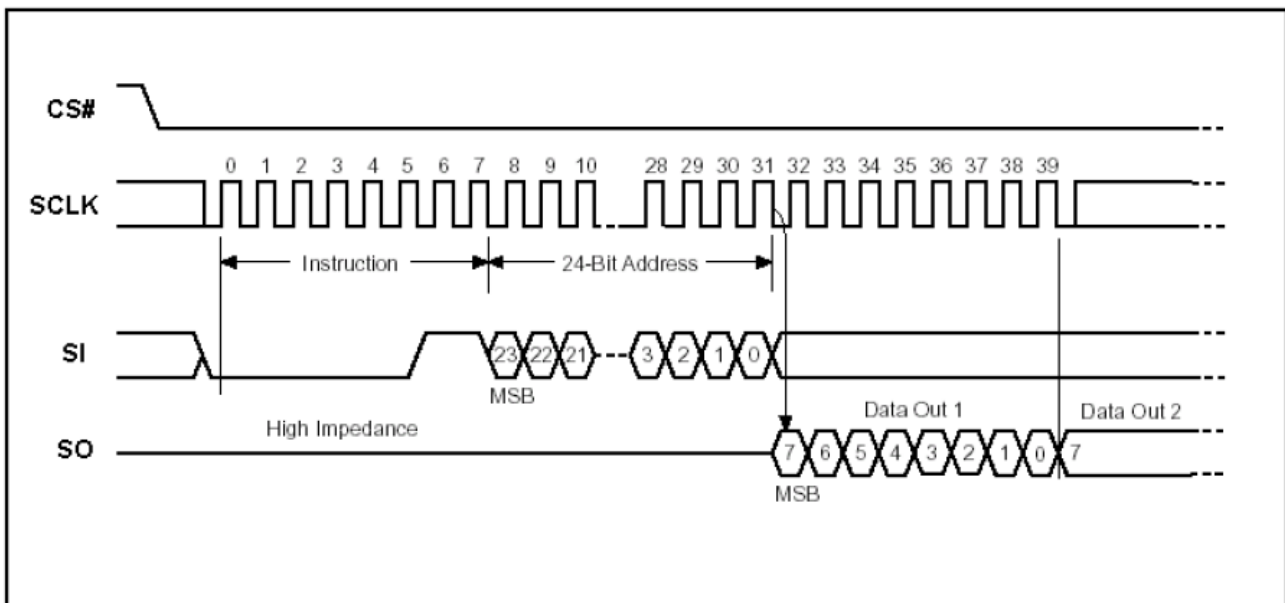 CS#
0 1 2 3 4 5 6 7 8 9 10 28 29 30 31 32 33 34 35 36 37 38 39
SCLK
Instruction 24-Bit Address
SI 23 22 21 3 2 1 0
MSB
Data Out 1 Data Out 2
High Impedance
SO 7 6 5 4 3 2 1 0 7
MSB